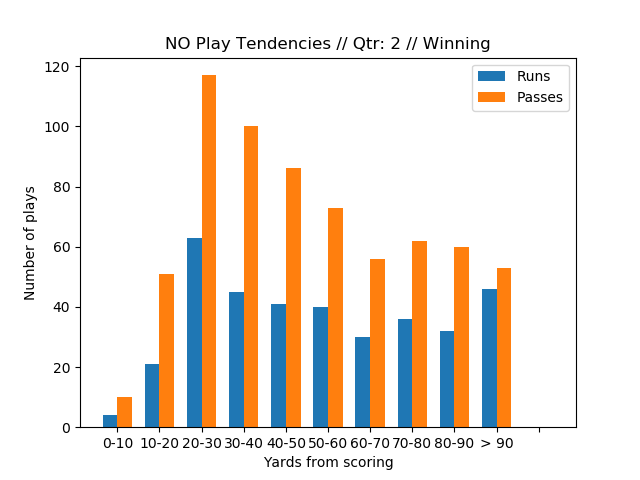 NO Play Tendencies // Qtr: 2 // Winning
120
100
80
60
40
20
0
Number of plays
Runs
Passes
0-10 10-20 20-30 30-40 40-50 50-60 60-70 70-80 80-90 > 90
Yards from scoring